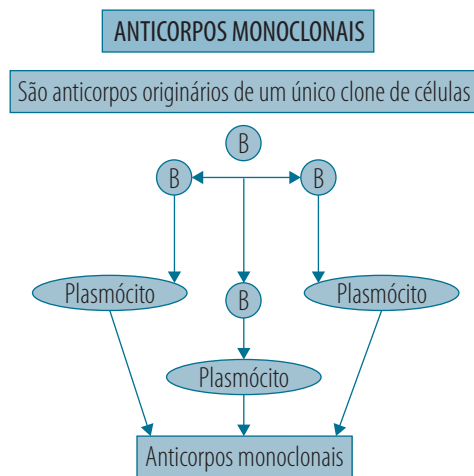 ANTICORPOS MONOCLONAIS
São anticorpos originários de um único clone de células
B
B
B
Plasmócito
B
Plasmócito
Plasmócito
Anticorpos monoclonais